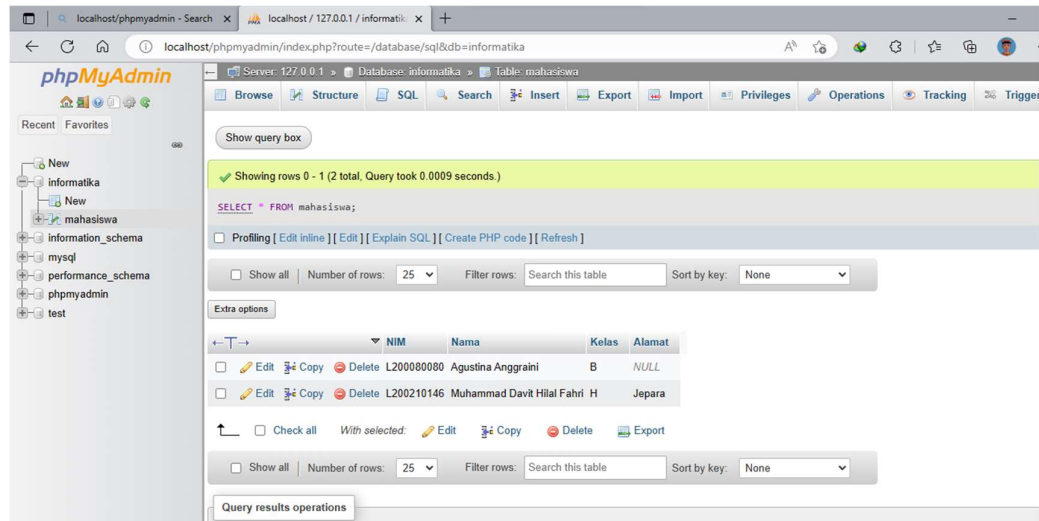 localhost/phpmyadmin - Search
localhost / 127.0.0.1 / informatik
localhost/phpmyadmin/index.php?route=/database/sql&db=informatika
phpMyAdmin
Recent Favorites
New
informatika
New
mahasiswa
information_schema
mysql
performance_schema
phpmyadmin
test
Server: 127.0.0.1 » Database: informatika » Table: mahasiswa
Browse Structure SQL Search Insert Export Import Privileges Operations Tracking Trigger
Show query box
Showing rows 0 - 1 (2 total, Query took 0.0009 seconds.)
SELECT * FROM mahasiswa;
Profiling [ Edit inline ] [ Edit ] [ Explain SQL ] [ Create PHP code ] [ Refresh ]
Show all | Number of rows: 25 Filter rows: Search this table Sort by key: None
Extra options
←T→ NIM Nama Kelas Alamat
Edit Copy Delete L200080080 Agustina Anggraini B NULL
Edit Copy Delete L200210146 Muhammad Davit Hilal Fahri H Jepara
Check all With selected: Edit Copy Delete Export
Show all | Number of rows: 25 Filter rows: Search this table Sort by key: None
Query results operations